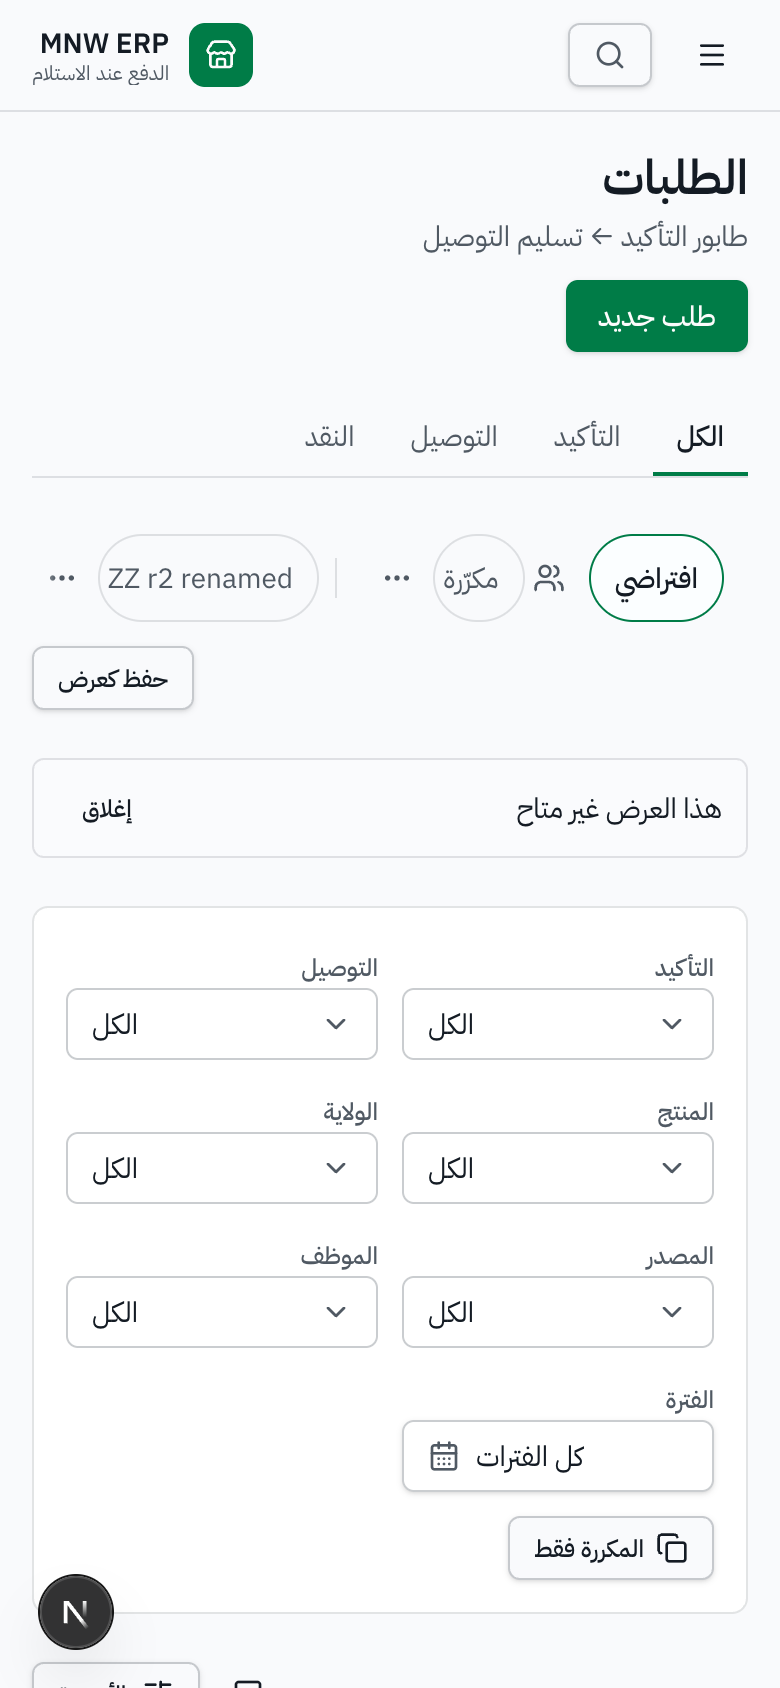 MNW ERP
الدفع عند الاستلام
الطلبات
طابور التأكيد ← تسليم التوصيل
طلب جديد
الكل التأكيد التوصيل النقد
افتراضي مكرّرة ZZ r2 renamed
حفظ كعرض
هذا العرض غير متاح إغلاق
التأكيد التوصيل
الكل الكل
المنتج الولاية
الكل الكل
المصدر الموظف
الكل الكل
الفترة
كل الفترات
المكررة فقط
N